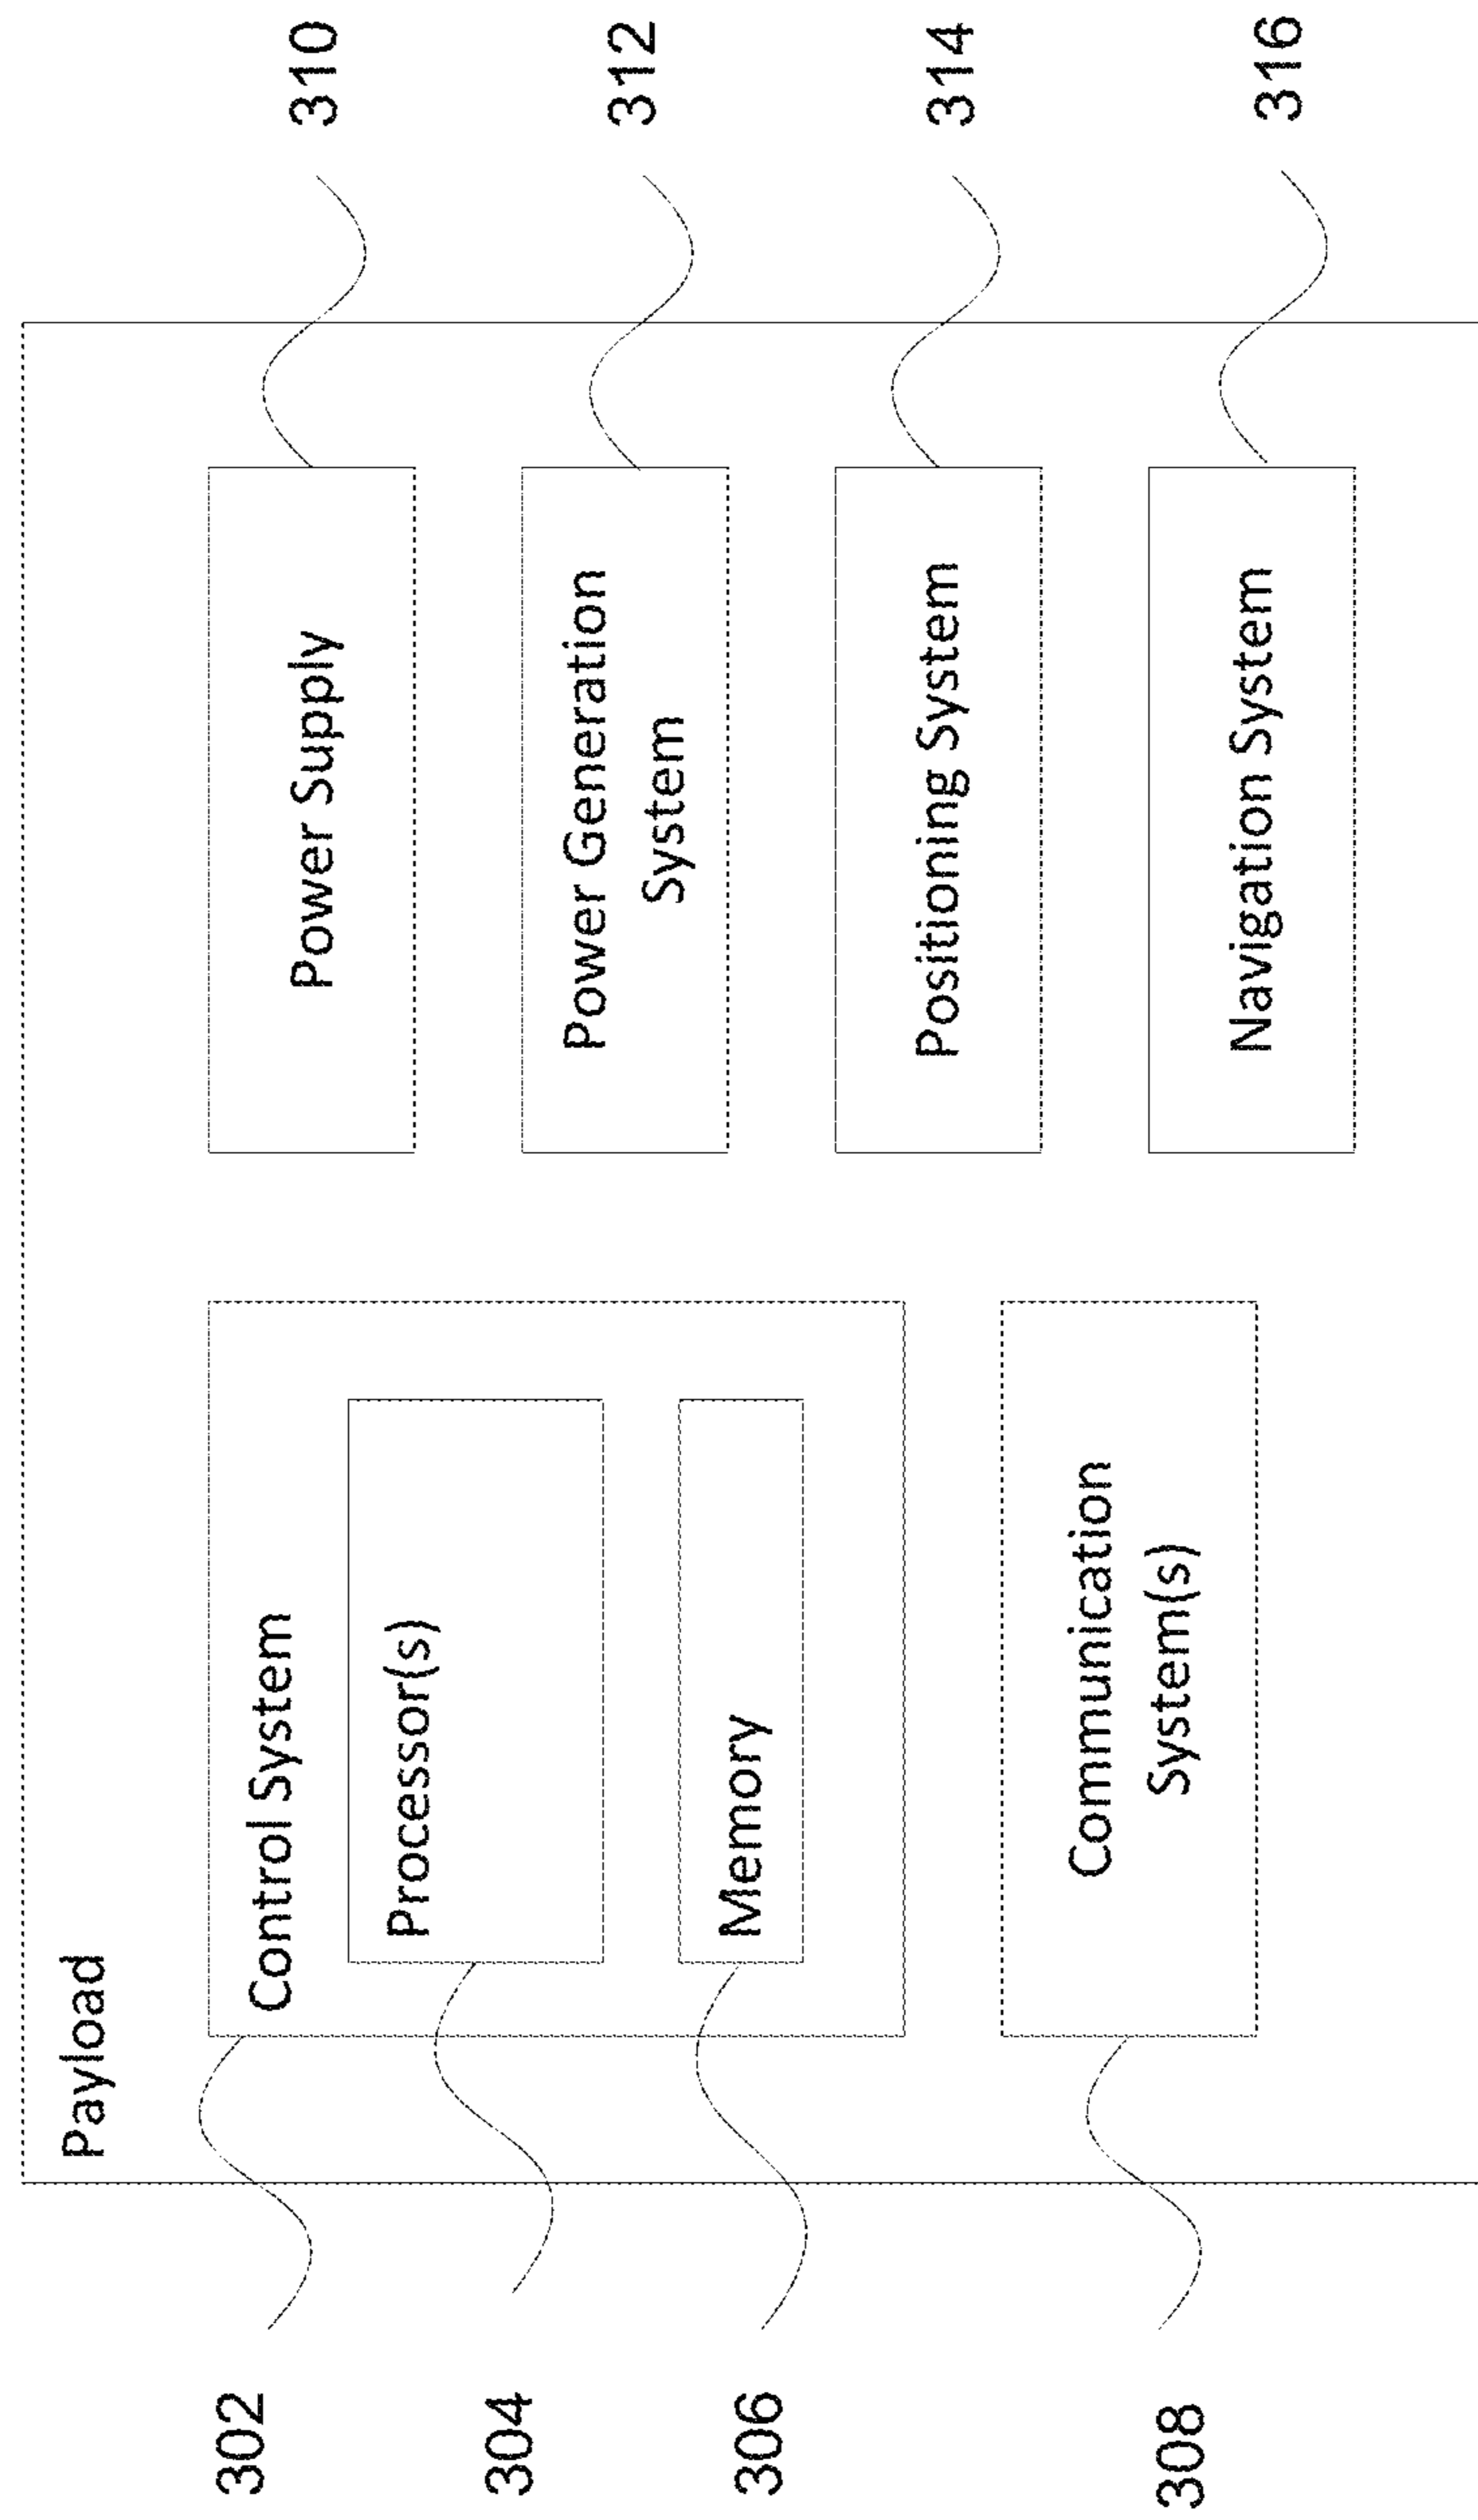 Payload
302
Control System
304
Processor(s)
306
Memory
308
Communication
System(s)
Power Supply
310
Power Generation
System
312
Positioning System
314
Navigation System
316